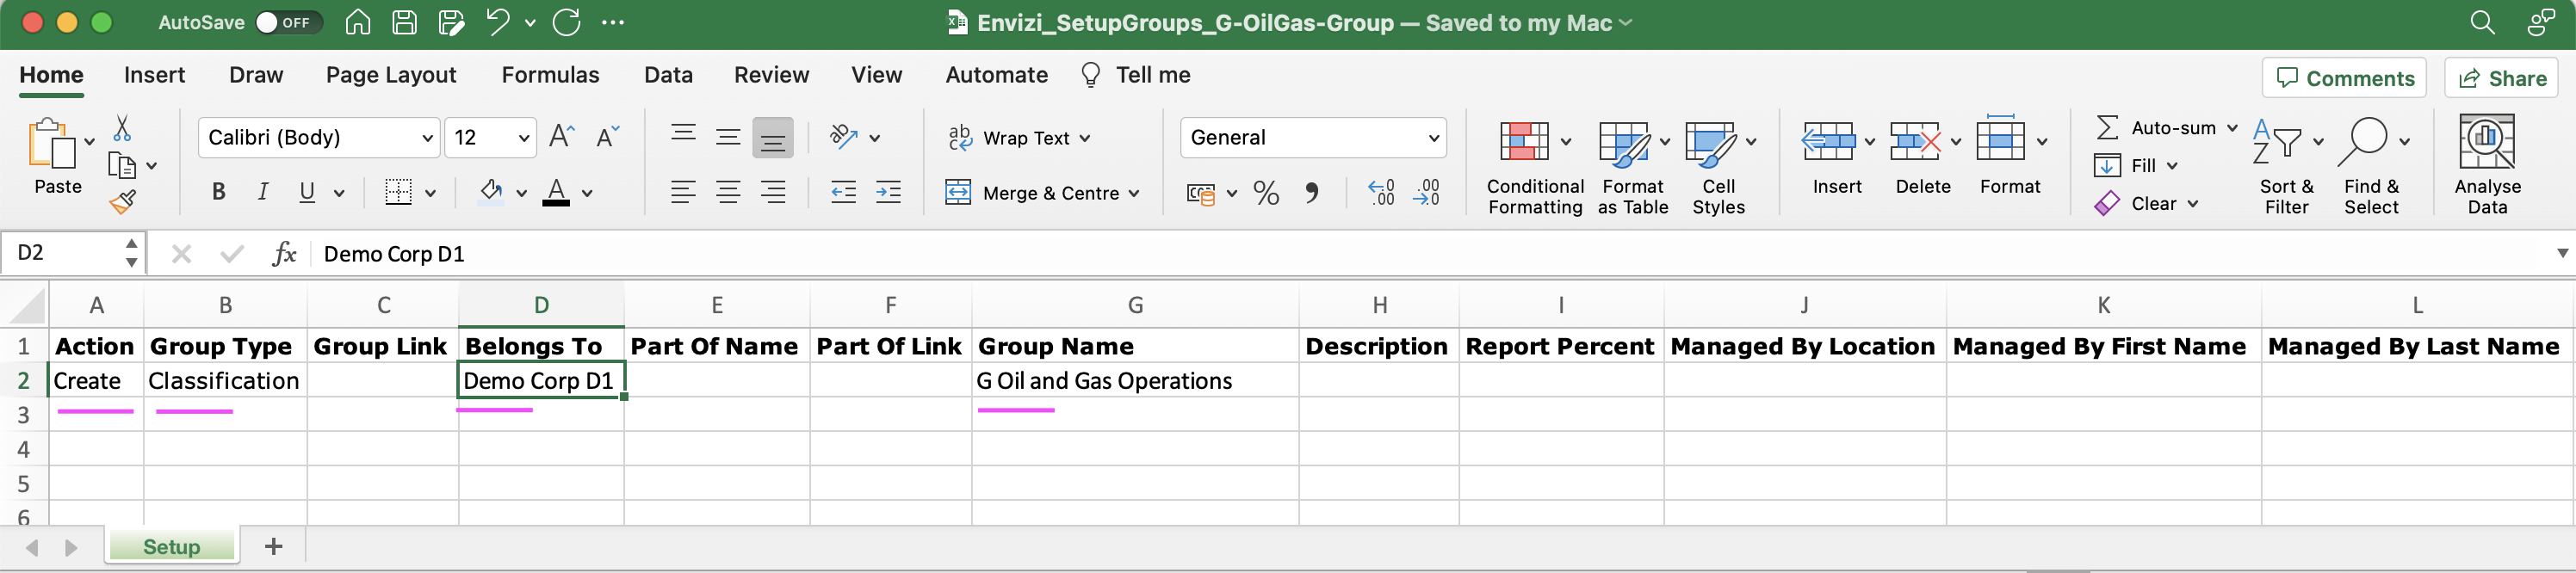 AutoSave OFF Envizi_SetupGroups_G-OilGas-Group — Saved to my Mac
Home Insert Draw Page Layout Formulas Data Review View Automate Tell me Comments Share
Paste Calibri (Body) 12 Wrap Text General Auto-sum
B I U A Merge & Centre % Fill
Conditional Formatting Format as Table Cell Styles Insert Delete Format Clear Sort & Filter Find & Select Analyse Data
D2 fx Demo Corp D1
A B C D E F G H I J K L
1 Action Group Type Group Link Belongs To Part Of Name Part Of Link Group Name Description Report Percent Managed By Location Managed By First Name Managed By Last Name
2 Create Classification Demo Corp D1 G Oil and Gas Operations
3
4
5
6
Setup +